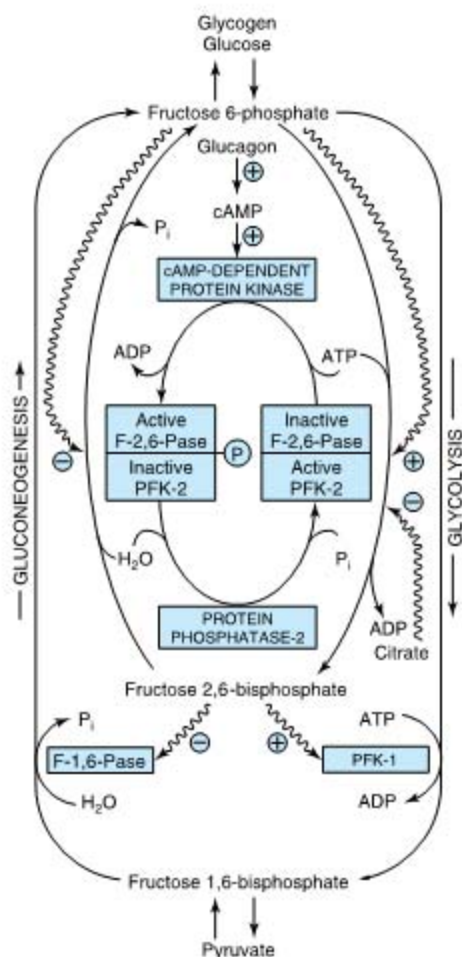 Glycogen
Glucose
Fructose 6-phosphate
Glucagon
+
cAMP
+
Pi
cAMP-DEPENDENT
PROTEIN KINASE
ADP
ATP
GLUCONEOGENESIS
GLYCOLYSIS
Active
F-2,6-Pase
Inactive
PFK-2
P
Inactive
F-2,6-Pase
Active
PFK-2
−
+
−
H2O
Pi
PROTEIN
PHOSPHATASE-2
ADP
Citrate
Fructose 2,6-bisphosphate
Pi
−
+
ATP
F-1,6-Pase
PFK-1
H2O
ADP
Fructose 1,6-bisphosphate
Pyruvate